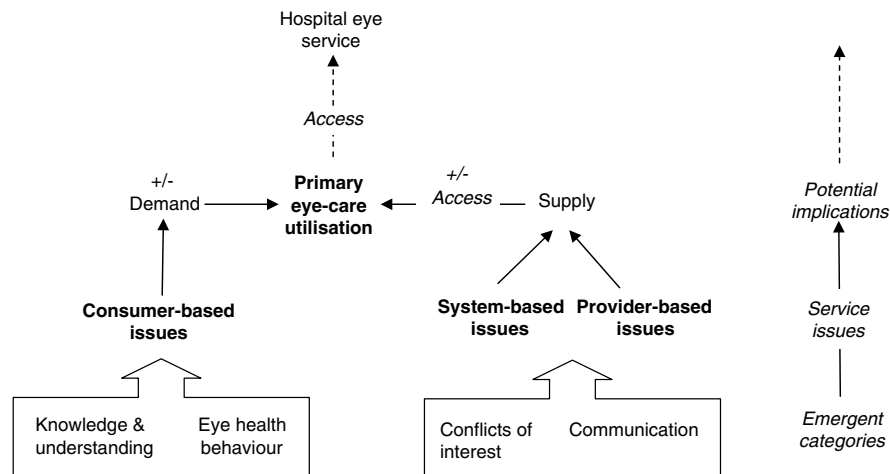 Hospital eye
service
Access
+/-
Demand
Primary
eye-care
utilisation
+/-
Access
Supply
Potential
implications
Consumer-based
issues
System-based
issues
Provider-based
issues
Service
issues
Knowledge &
understanding
Eye health
behaviour
Conflicts of
interest
Communication
Emergent
categories